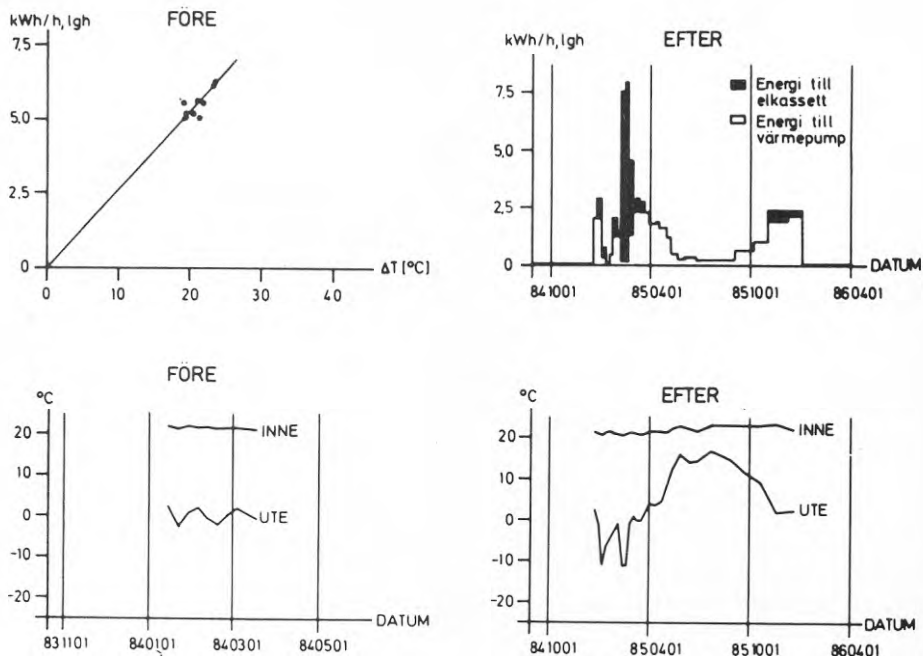 kWh/h, lgh
FÖRE
7,5
5,0
2,5
0
0 10 20 30 40
ΔT [°C]
kWh/h, lgh
EFTER
7,5
5,0
2,5
0
Energi till
elkassett
Energi till
värmepump
DATUM
841001 850401 851001 860401
FÖRE
°C
20
10
0
-10
-20
INNE
UTE
DATUM
831101 840101 840301 840501
EFTER
°C
20
10
0
-10
-20
INNE
UTE
DATUM
841001 850401 851001 860401